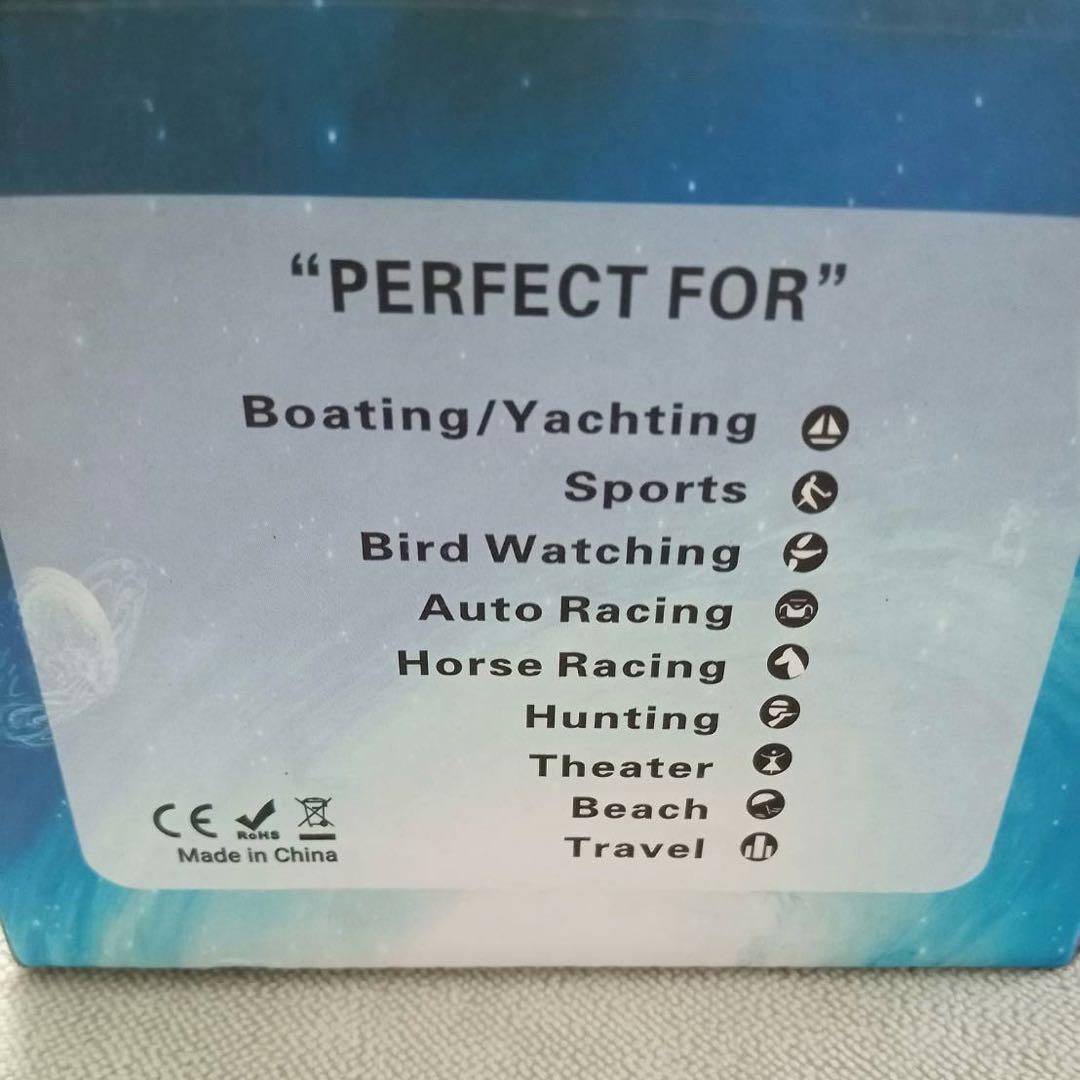 “PERFECT FOR”
Boating/Yachting
Sports
Bird Watching
Auto Racing
Horse Racing
Hunting
Theater
Beach
Travel
CE RoHS
Made in China